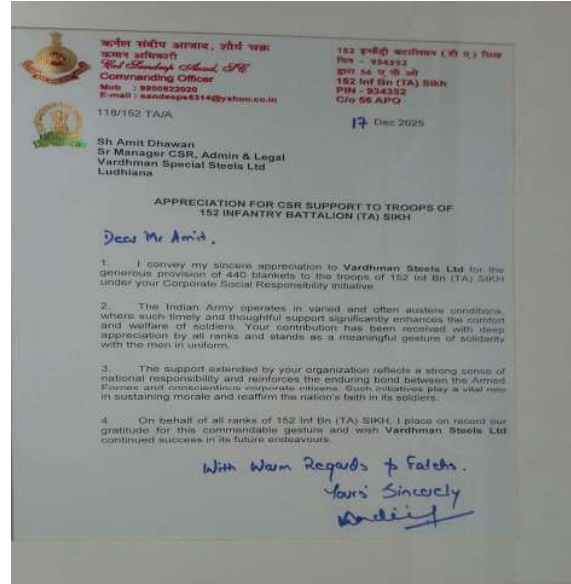 कर्नल संदीप आजाद, शौर्य चक्र
कमान अधिकारी
Col Sandeep Azad, SC
Commanding Officer
Mob : 9800822020
E-mail : sandeeps6314@yahoo.co.in
152 इन्फैंट्री बटालियन (टी ए) सिख
पिन - 934352
द्वारा 56 ए पी ओ
152 Inf Bn (TA) Sikh
PIN - 934352
C/o 56 APO
118/152 TA/A
17 Dec 2025
Sh Amit Dhawan
Sr Manager CSR, Admin & Legal
Vardhman Special Steels Ltd
Ludhiana
APPRECIATION FOR CSR SUPPORT TO TROOPS OF
152 INFANTRY BATTALION (TA) SIKH
Dear Mr Amit,
1. I convey my sincere appreciation to Vardhman Steels Ltd for the
generous provision of 440 blankets to the troops of 152 Inf Bn (TA) SIKH
under your Corporate Social Responsibility initiative.
2. The Indian Army operates in varied and often austere conditions,
where such timely and thoughtful support significantly enhances the comfort
and welfare of soldiers. Your contribution has been received with deep
appreciation by all ranks and stands as a meaningful gesture of solidarity
with the men in uniform.
3. The support extended by your organization reflects a strong sense of
national responsibility and reinforces the enduring bond between the Armed
Forces and conscientious corporate citizens. Such initiatives play a vital role
in sustaining morale and reaffirm the nation's faith in its soldiers.
4. On behalf of all ranks of 152 Inf Bn (TA) SIKH, I place on record our
gratitude for this commendable gesture and wish Vardhman Steels Ltd
continued success in its future endeavours.
With Warm Regards & Fateh.
Yours Sincerely